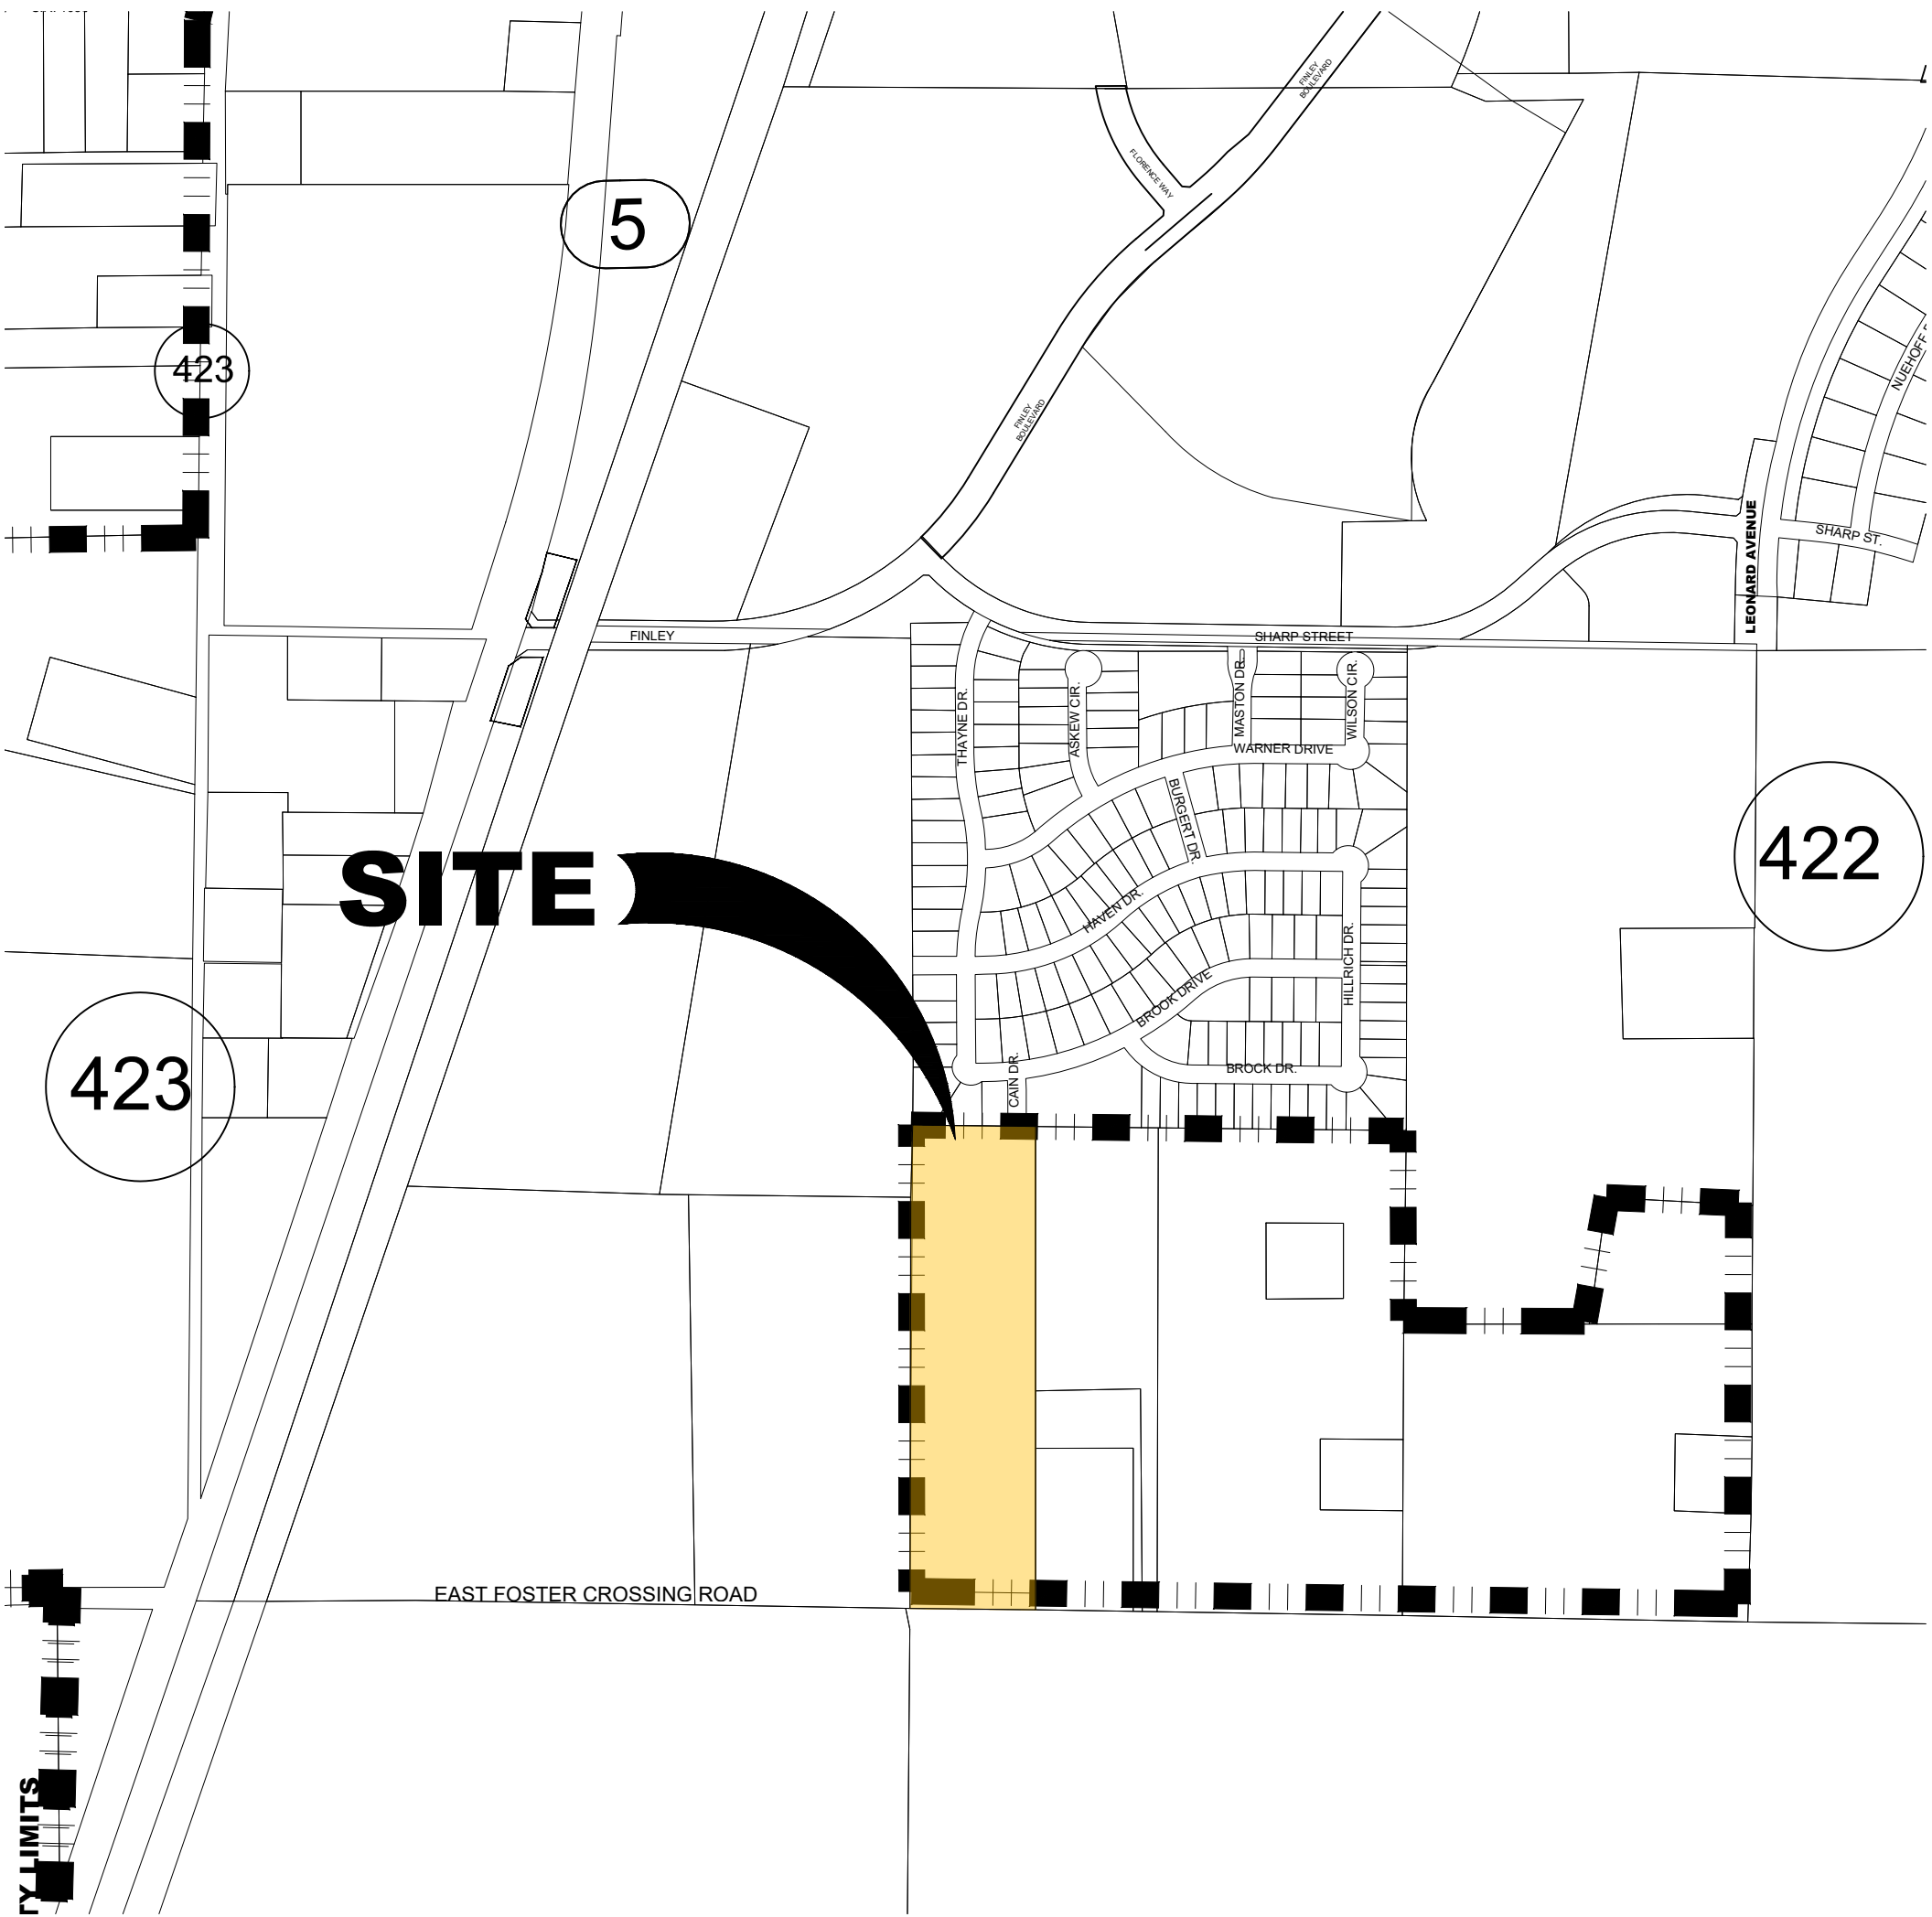 FINLEY
BOULEVARD
FLORENCE WAY
5
423
FINLEY
BOULEVARD
LEONARD AVENUE
SHARP ST.
FINLEY
SHARP STREET
THAYNE DR.
ASKEW CIR.
MASTON DR.
WILSON CIR.
WARNER DRIVE
BURGERT DR.
422
SITE
HAVEN DR.
HILLRICH DR.
BROOK DRIVE
423
CAIN DR.
BROCK DR.
EAST FOSTER CROSSING ROAD
TY LIMITS